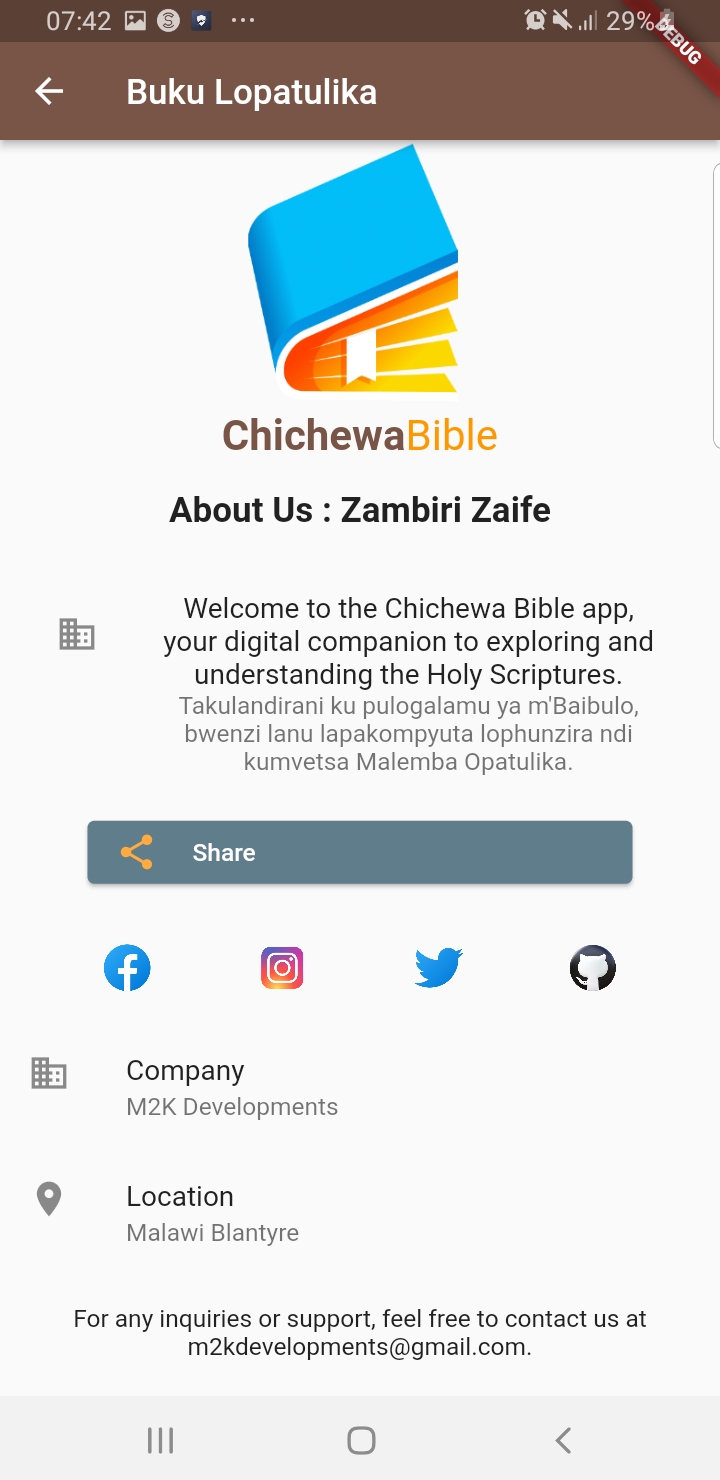 07:42
29%
DEBUG
Buku Lopatulika
ChichewaBible
About Us : Zambiri Zaife
Welcome to the Chichewa Bible app,
your digital companion to exploring and
understanding the Holy Scriptures.
Takulandirani ku pulogalamu ya m'Baibulo,
bwenzi lanu lapakompyuta lophunzira ndi
kumvetsa Malemba Opatulika.
Share
Company
M2K Developments
Location
Malawi Blantyre
For any inquiries or support, feel free to contact us at
m2kdevelopments@gmail.com.